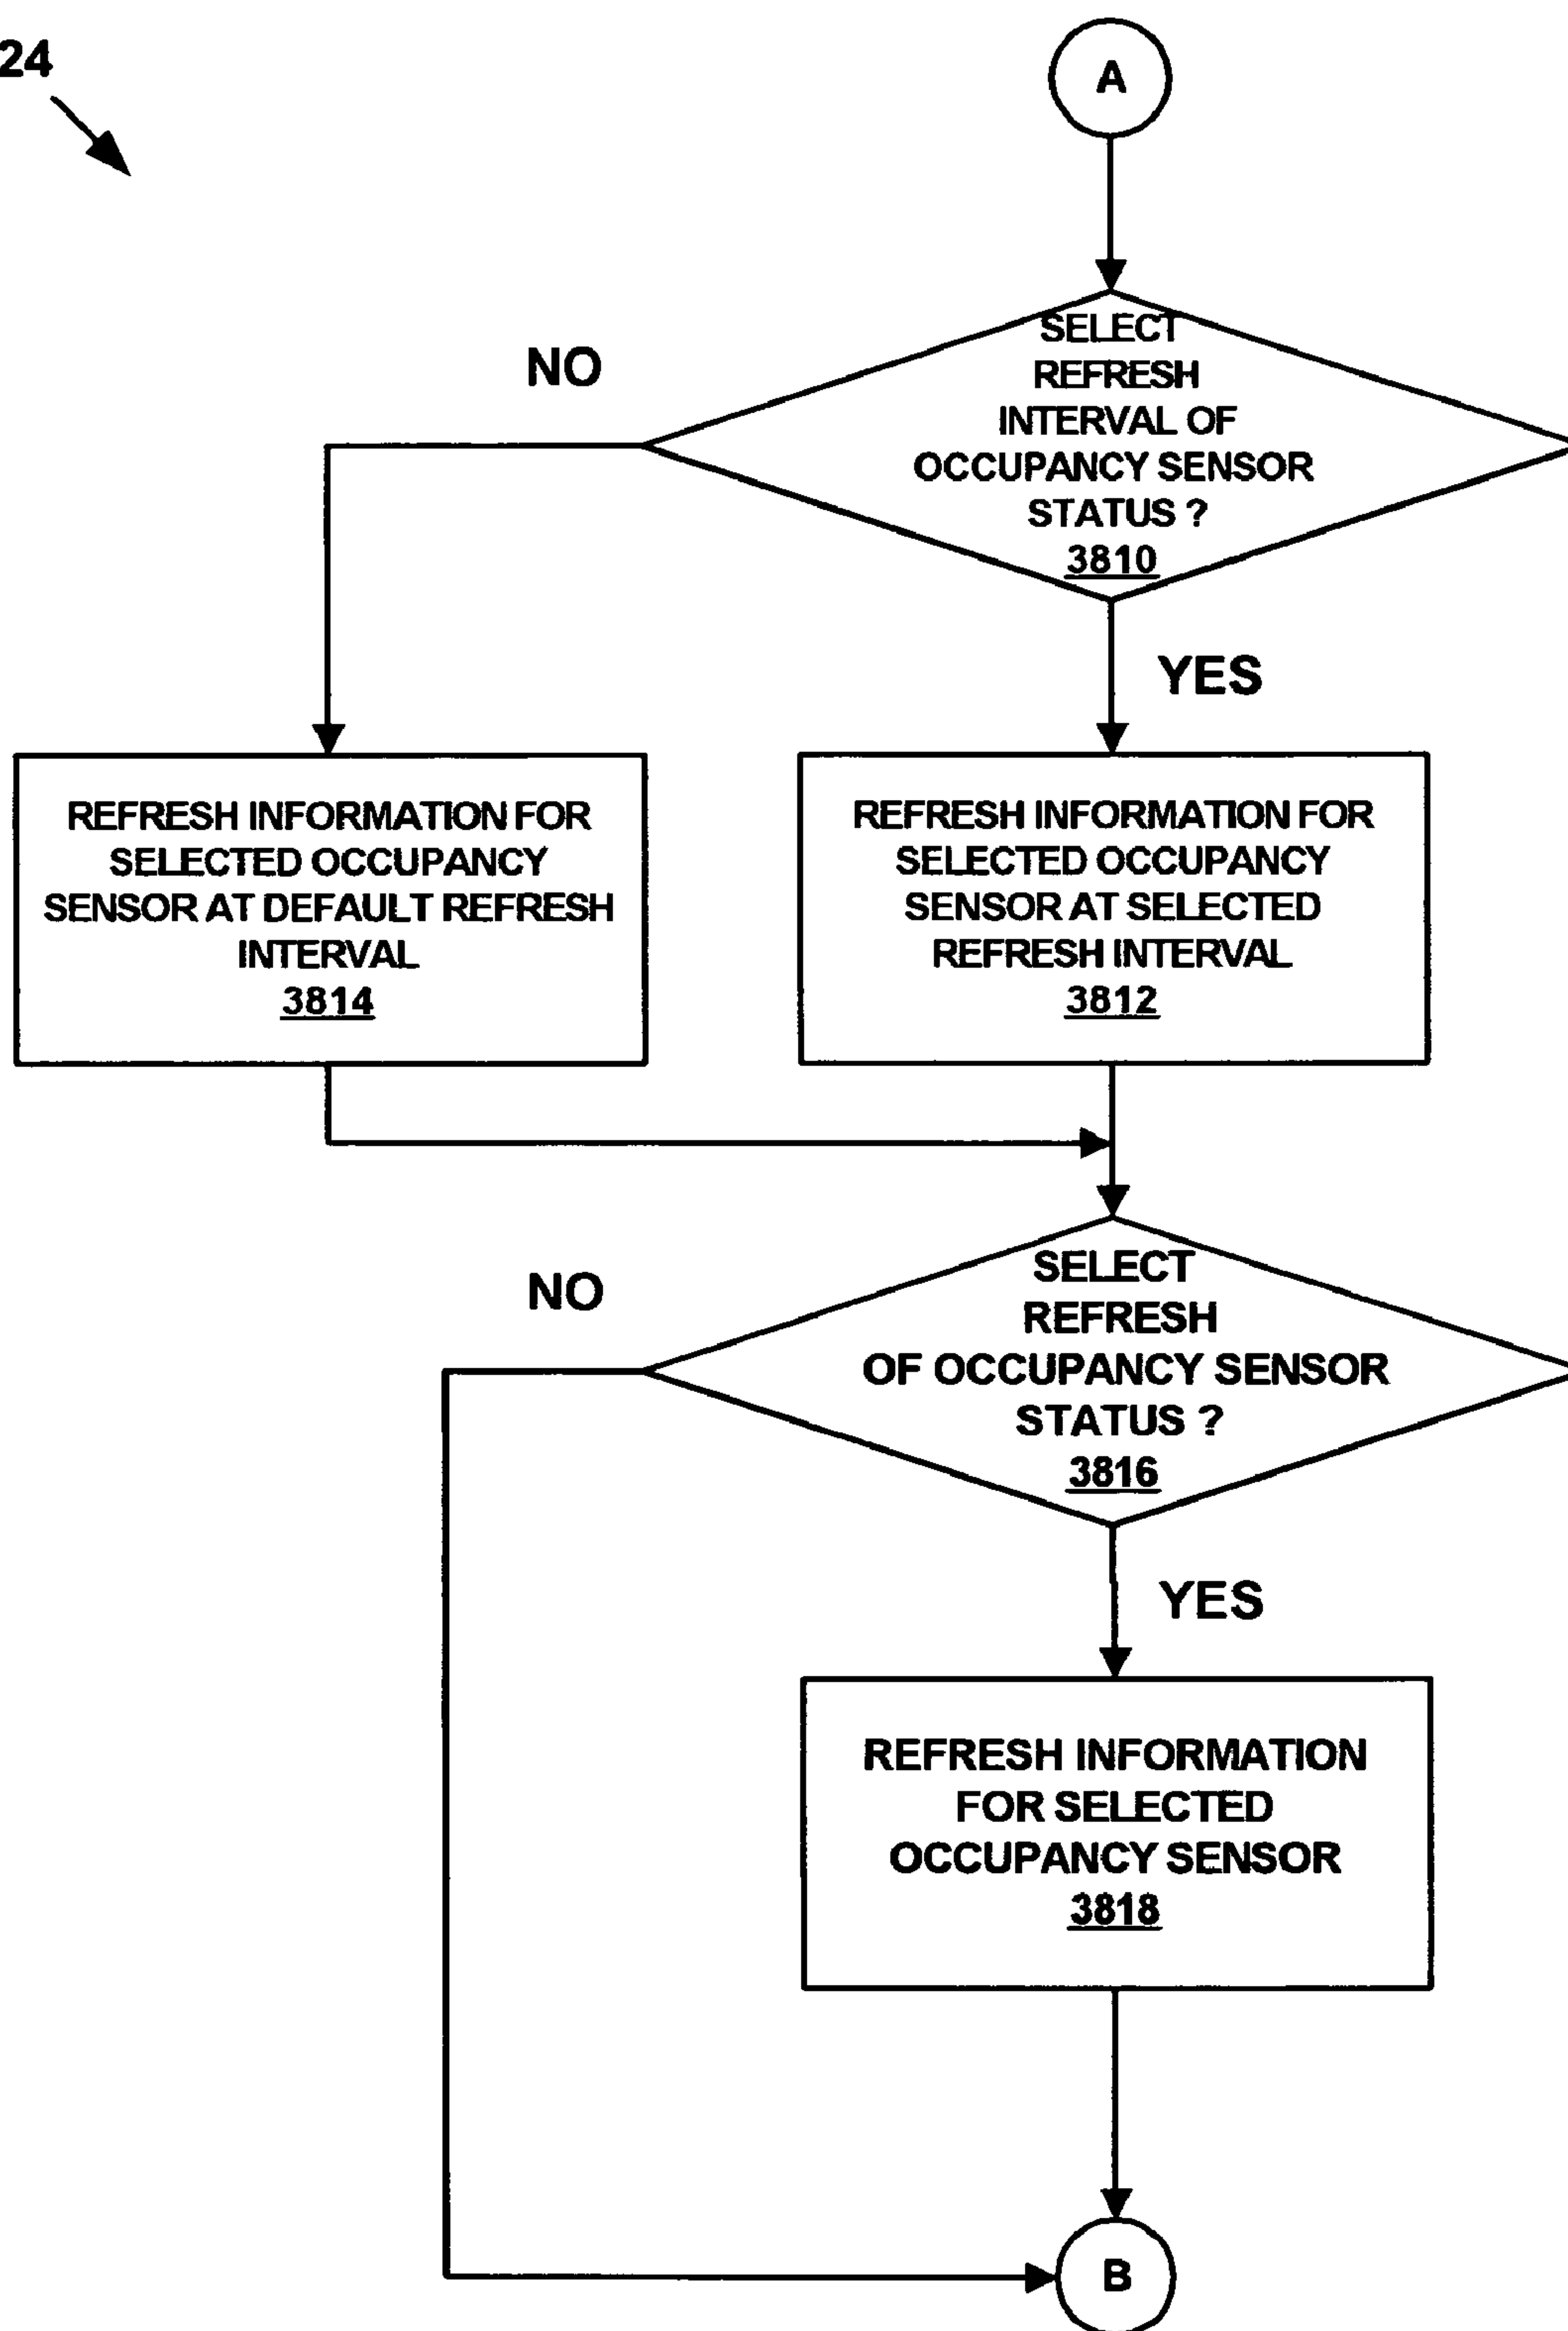 24
A
SELECT
REFRESH
INTERVAL OF
OCCUPANCY SENSOR
STATUS ?
3810
NO
YES
REFRESH INFORMATION FOR
SELECTED OCCUPANCY
SENSOR AT DEFAULT REFRESH
INTERVAL
3814
REFRESH INFORMATION FOR
SELECTED OCCUPANCY
SENSOR AT SELECTED
REFRESH INTERVAL
3812
SELECT
REFRESH
OF OCCUPANCY SENSOR
STATUS ?
3816
NO
YES
REFRESH INFORMATION
FOR SELECTED
OCCUPANCY SENSOR
3818
B